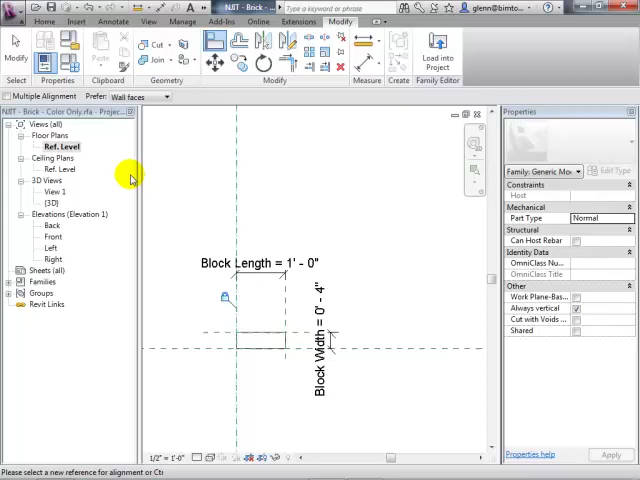 NJIT - Brick - ...
glenn@bimto...
Home
Insert
Annotate
View
Manage
Add-Ins
Online
Extensions
Modify
Modify
Cut
Join
Load into
Project
Select
Properties
Geometry
Modify
Measure
Create
Family Editor
Multiple Alignment
Prefer:
Wall faces
NJIT - Brick - Color Only.rfa - Projec...
Views (all)
Floor Plans
Ref. Level
Ceiling Plans
Ref. Level
3D Views
View 1
{3D}
Elevations (Elevation 1)
Back
Front
Left
Right
Sheets (all)
Families
Groups
Revit Links
Block Length = 1' - 0"
Block Width = 0' - 4"
1/2" = 1'-0"
Properties
Family: Generic Mo
Edit Type
Constraints
Host
Mechanical
Part Type
Normal
Structural
Can Host Rebar
Identity Data
OmniClass Nu...
OmniClass Title
Other
Work Plane-Bas...
Always vertical
Cut with Voids ...
Shared
Properties help
Apply
Please select a new reference for alignment or Ctr